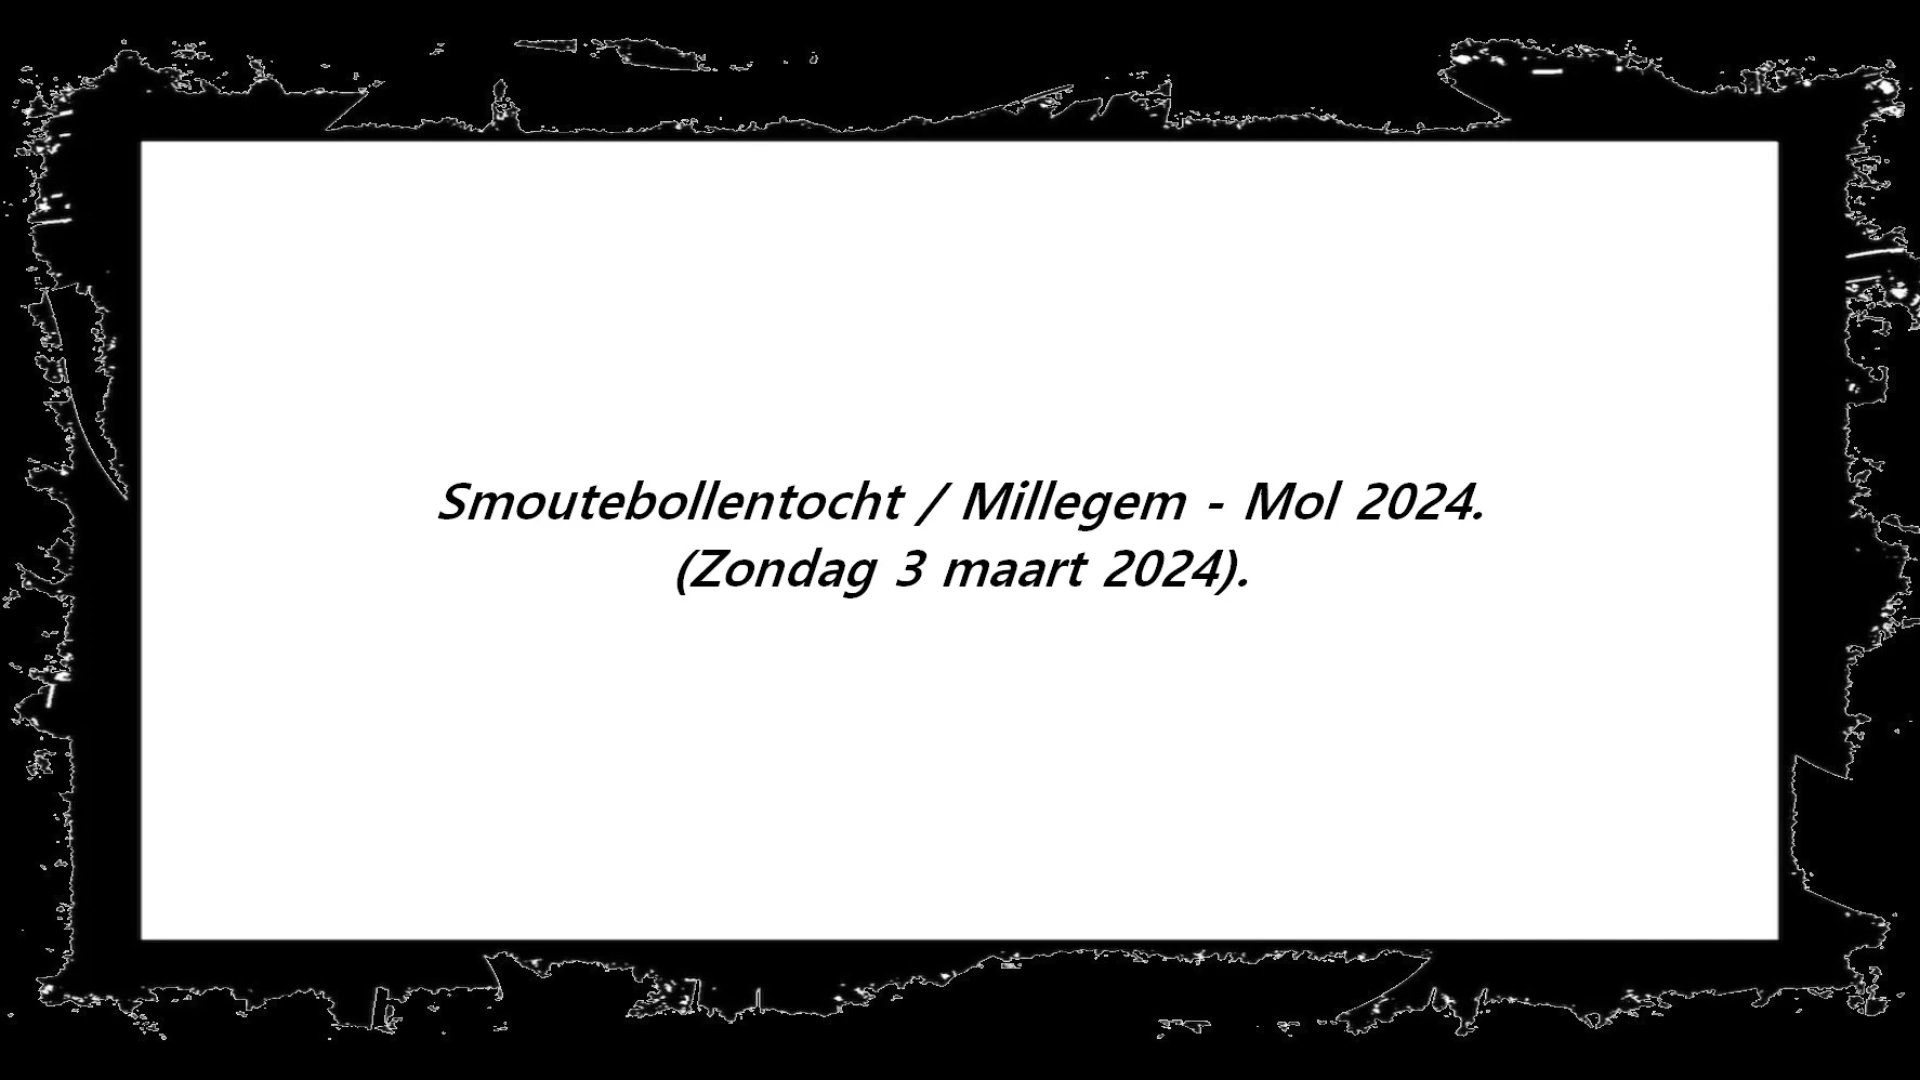 Smoutebollentocht / Millegem - Mol 2024.
(Zondag 3 maart 2024).